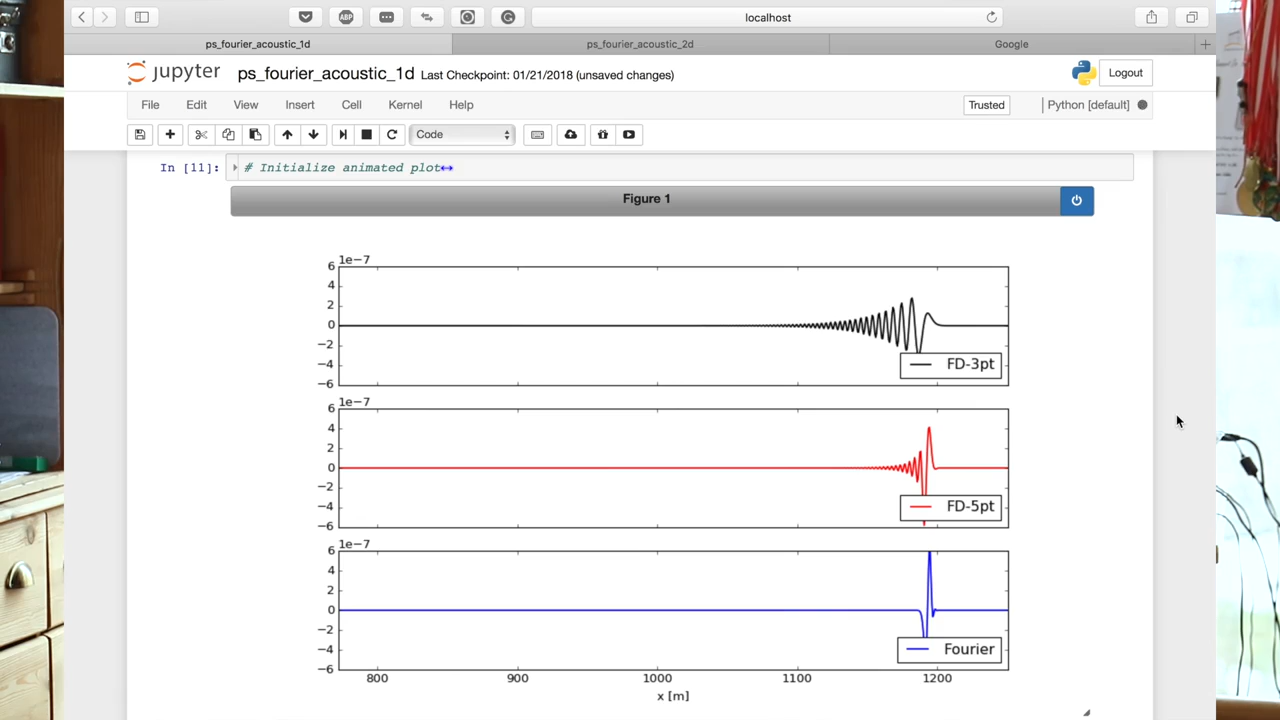 localhost
ABP
ps_fourier_acoustic_1d
ps_fourier_acoustic_2d
Google
jupyter ps_fourier_acoustic_1d Last Checkpoint: 01/21/2018 (unsaved changes)
Logout
File Edit View Insert Cell Kernel Help
Trusted
Python [default]
Code
In [11]: # Initialize animated plot
Figure 1
1e−7
6
4
2
0
−2
−4
−6
FD-3pt
1e−7
6
4
2
0
−2
−4
−6
FD-5pt
1e−7
6
4
2
0
−2
−4
−6
Fourier
800 900 1000 1100 1200
x [m]